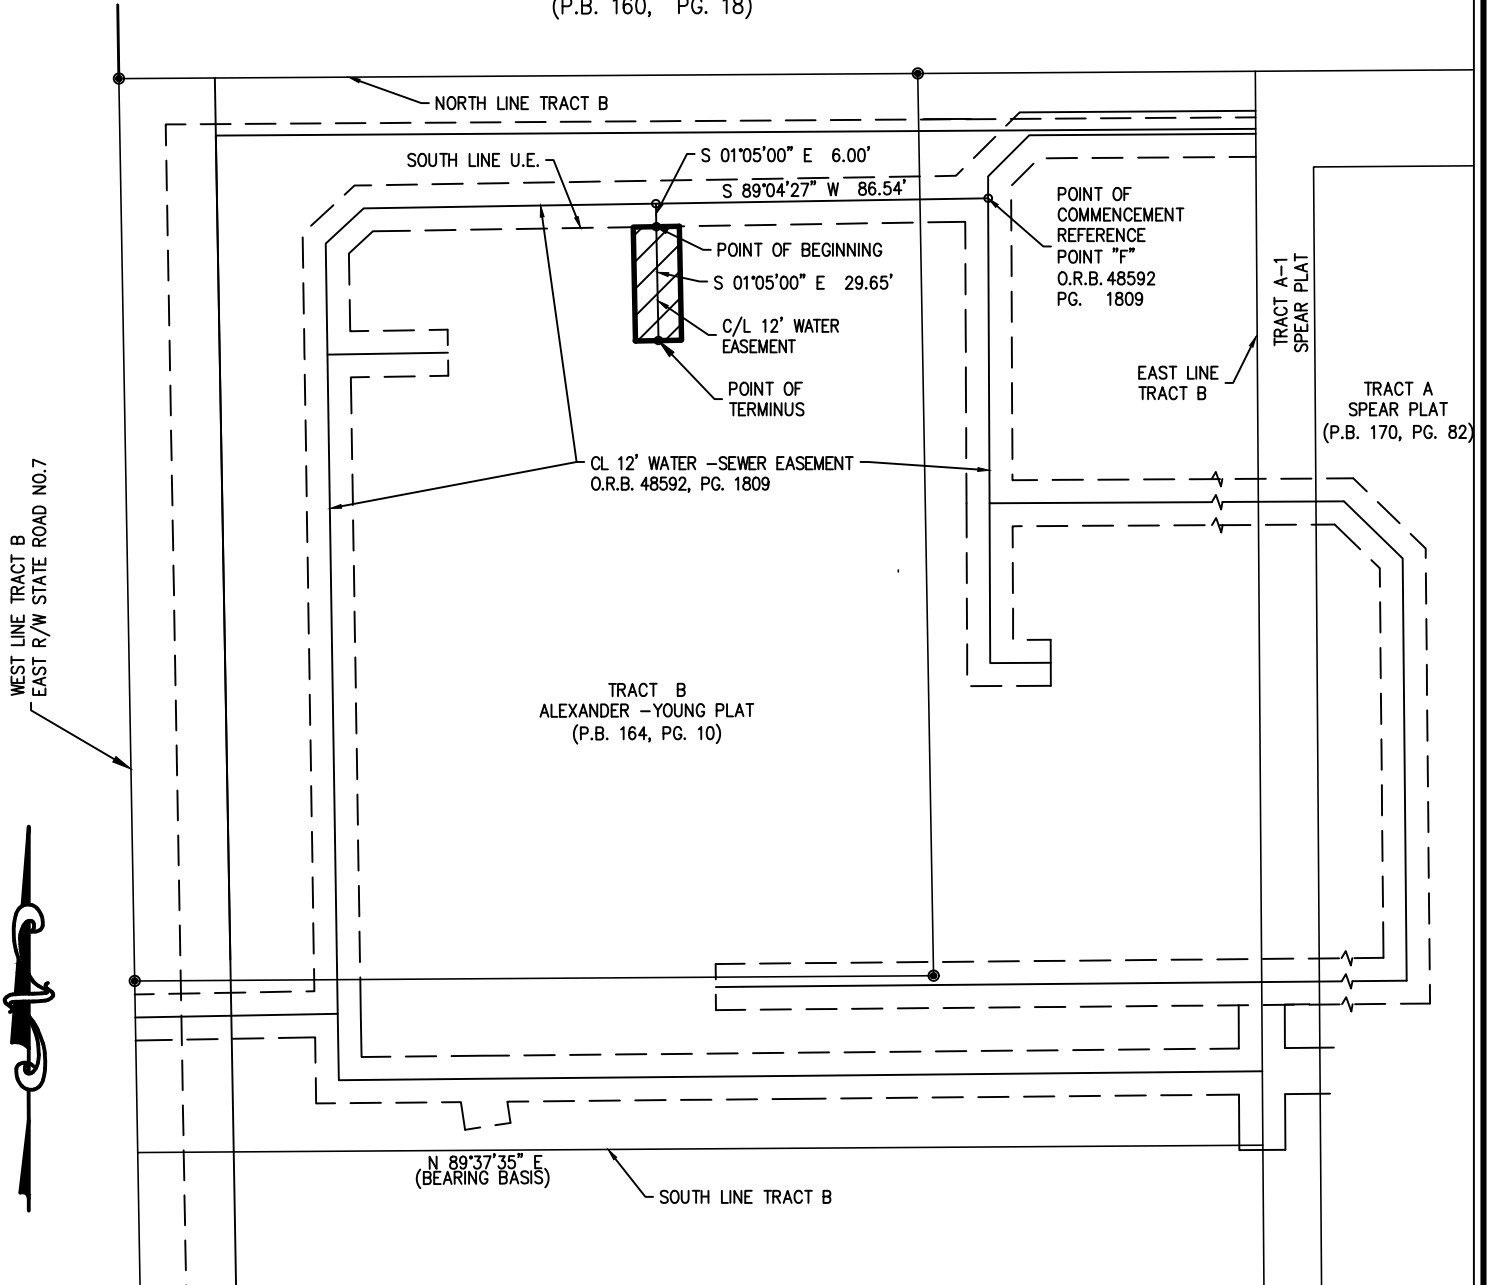 (P.B. 160, PG. 18)
NORTH LINE TRACT B
SOUTH LINE U.E.
S 01°05'00" E 6.00'
S 89°04'27" W 86.54'
POINT OF
COMMENCEMENT
REFERENCE
POINT "F"
O.R.B. 48592
PG. 1809
POINT OF BEGINNING
S 01°05'00" E 29.65'
C/L 12' WATER
EASEMENT
POINT OF
TERMINUS
TRACT A-1
SPEAR PLAT
EAST LINE
TRACT B
TRACT A
SPEAR PLAT
(P.B. 170, PG. 82)
CL 12' WATER -SEWER EASEMENT
O.R.B. 48592, PG. 1809
WEST LINE TRACT B
EAST R/W STATE ROAD NO.7
TRACT B
ALEXANDER -YOUNG PLAT
(P.B. 164, PG. 10)
N 89°37'35" E
(BEARING BASIS)
SOUTH LINE TRACT B